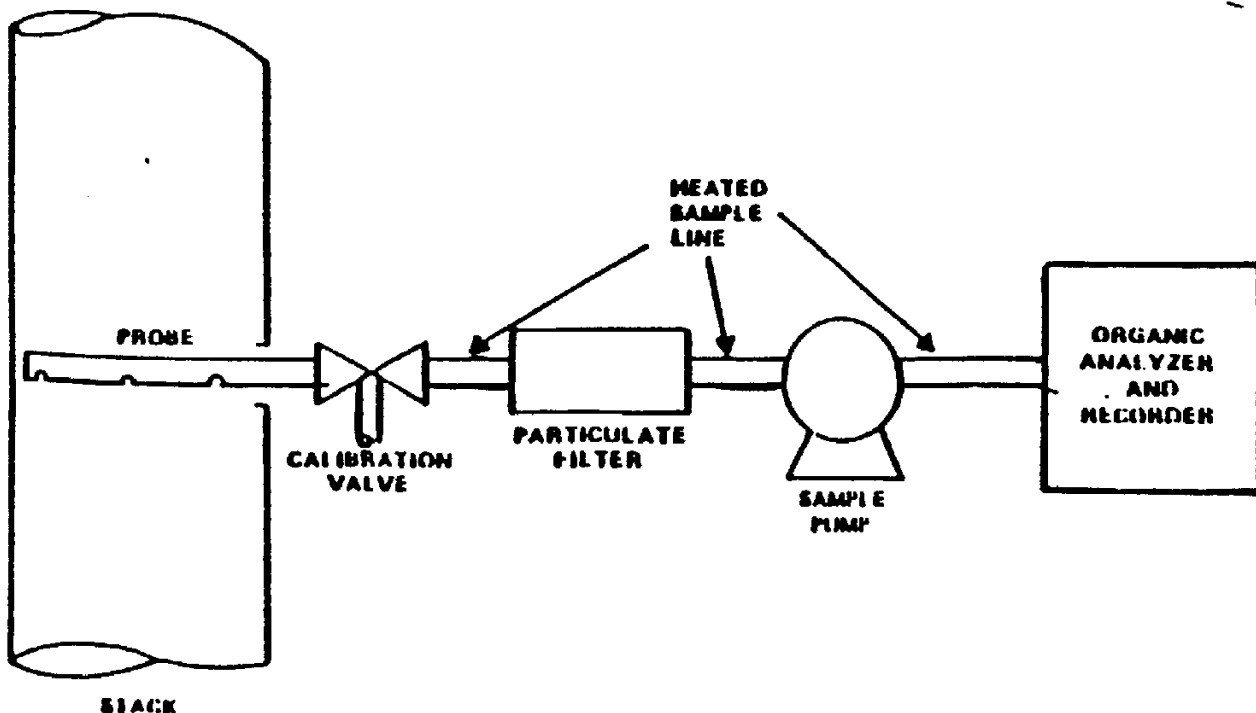 HEATED
SAMPLE
LINE
PROBE
ORGANIC
ANALYZER
AND
RECORDER
CALIBRATION
VALVE
PARTICULATE
FILTER
SAMPLE
PUMP
STACK